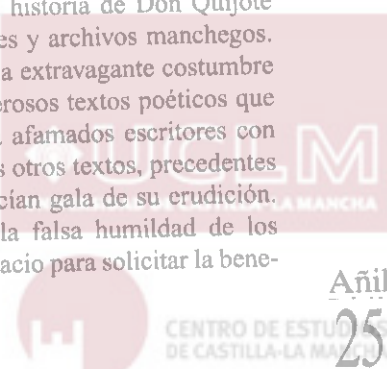 historia de Don Quijote
es y archivos manchegos.
a extravagante costumbre
erosos textos poéticos que
afamados escritores con
s otros textos, precedentes
cían gala de su erudición.
la falsa humildad de los
acio para solicitar la bene-
UCLM
LA MANCHA
Añil
25
CENTRO DE ESTUDIOS
DE CASTILLA-LA MANCHA